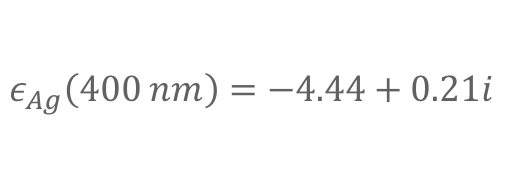 ϵ_Ag(400 nm) = −4.44 + 0.21i